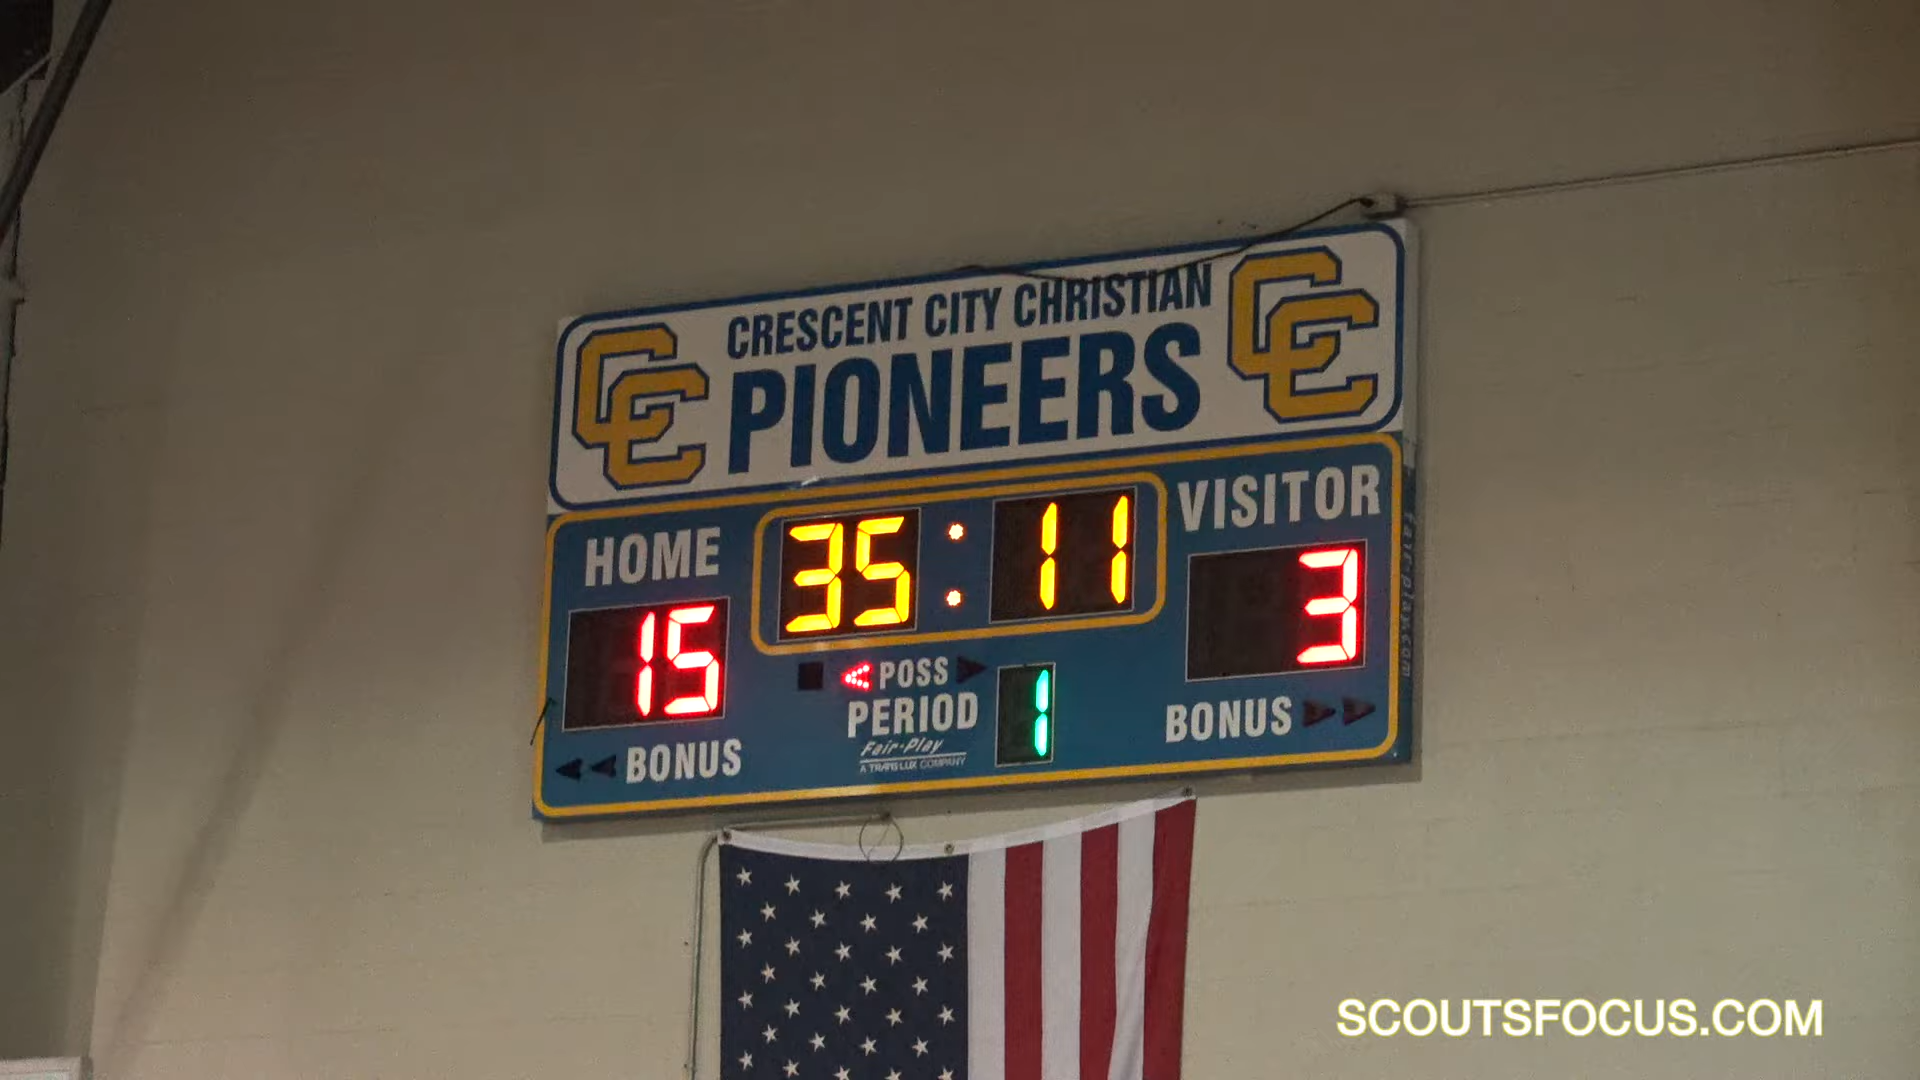 CRESCENT CITY CHRISTIAN
PIONEERS
CC
CC
HOME
35:11
VISITOR
15
3
POSS
PERIOD
1
Fair-Play
A TRANS-LUX COMPANY
BONUS
BONUS
fair-play.com
SCOUTSFOCUS.COM